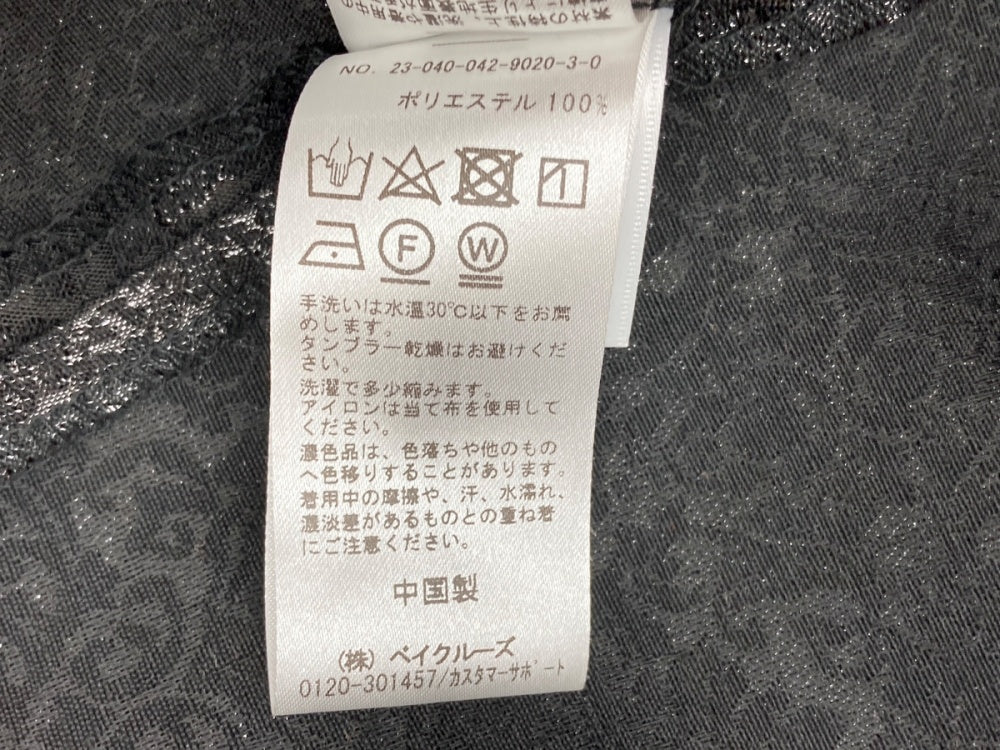 NO. 23-040-042-9020-3-0
ポリエステル 100%
F W
手洗いは水温30℃以下をお薦
めします。
タンブラー乾燥はお避けくだ
さい。
洗濯で多少縮みます。
アイロンは当て布を使用して
ください。
濃色品は、色落ちや他のもの
へ色移りすることがあります。
着用中の摩擦や、汗、水濡れ、
濃淡差があるものとの重ね着
にご注意ください。
中国製
(株) ベイクルーズ
0120-301457/カスタマーサポート